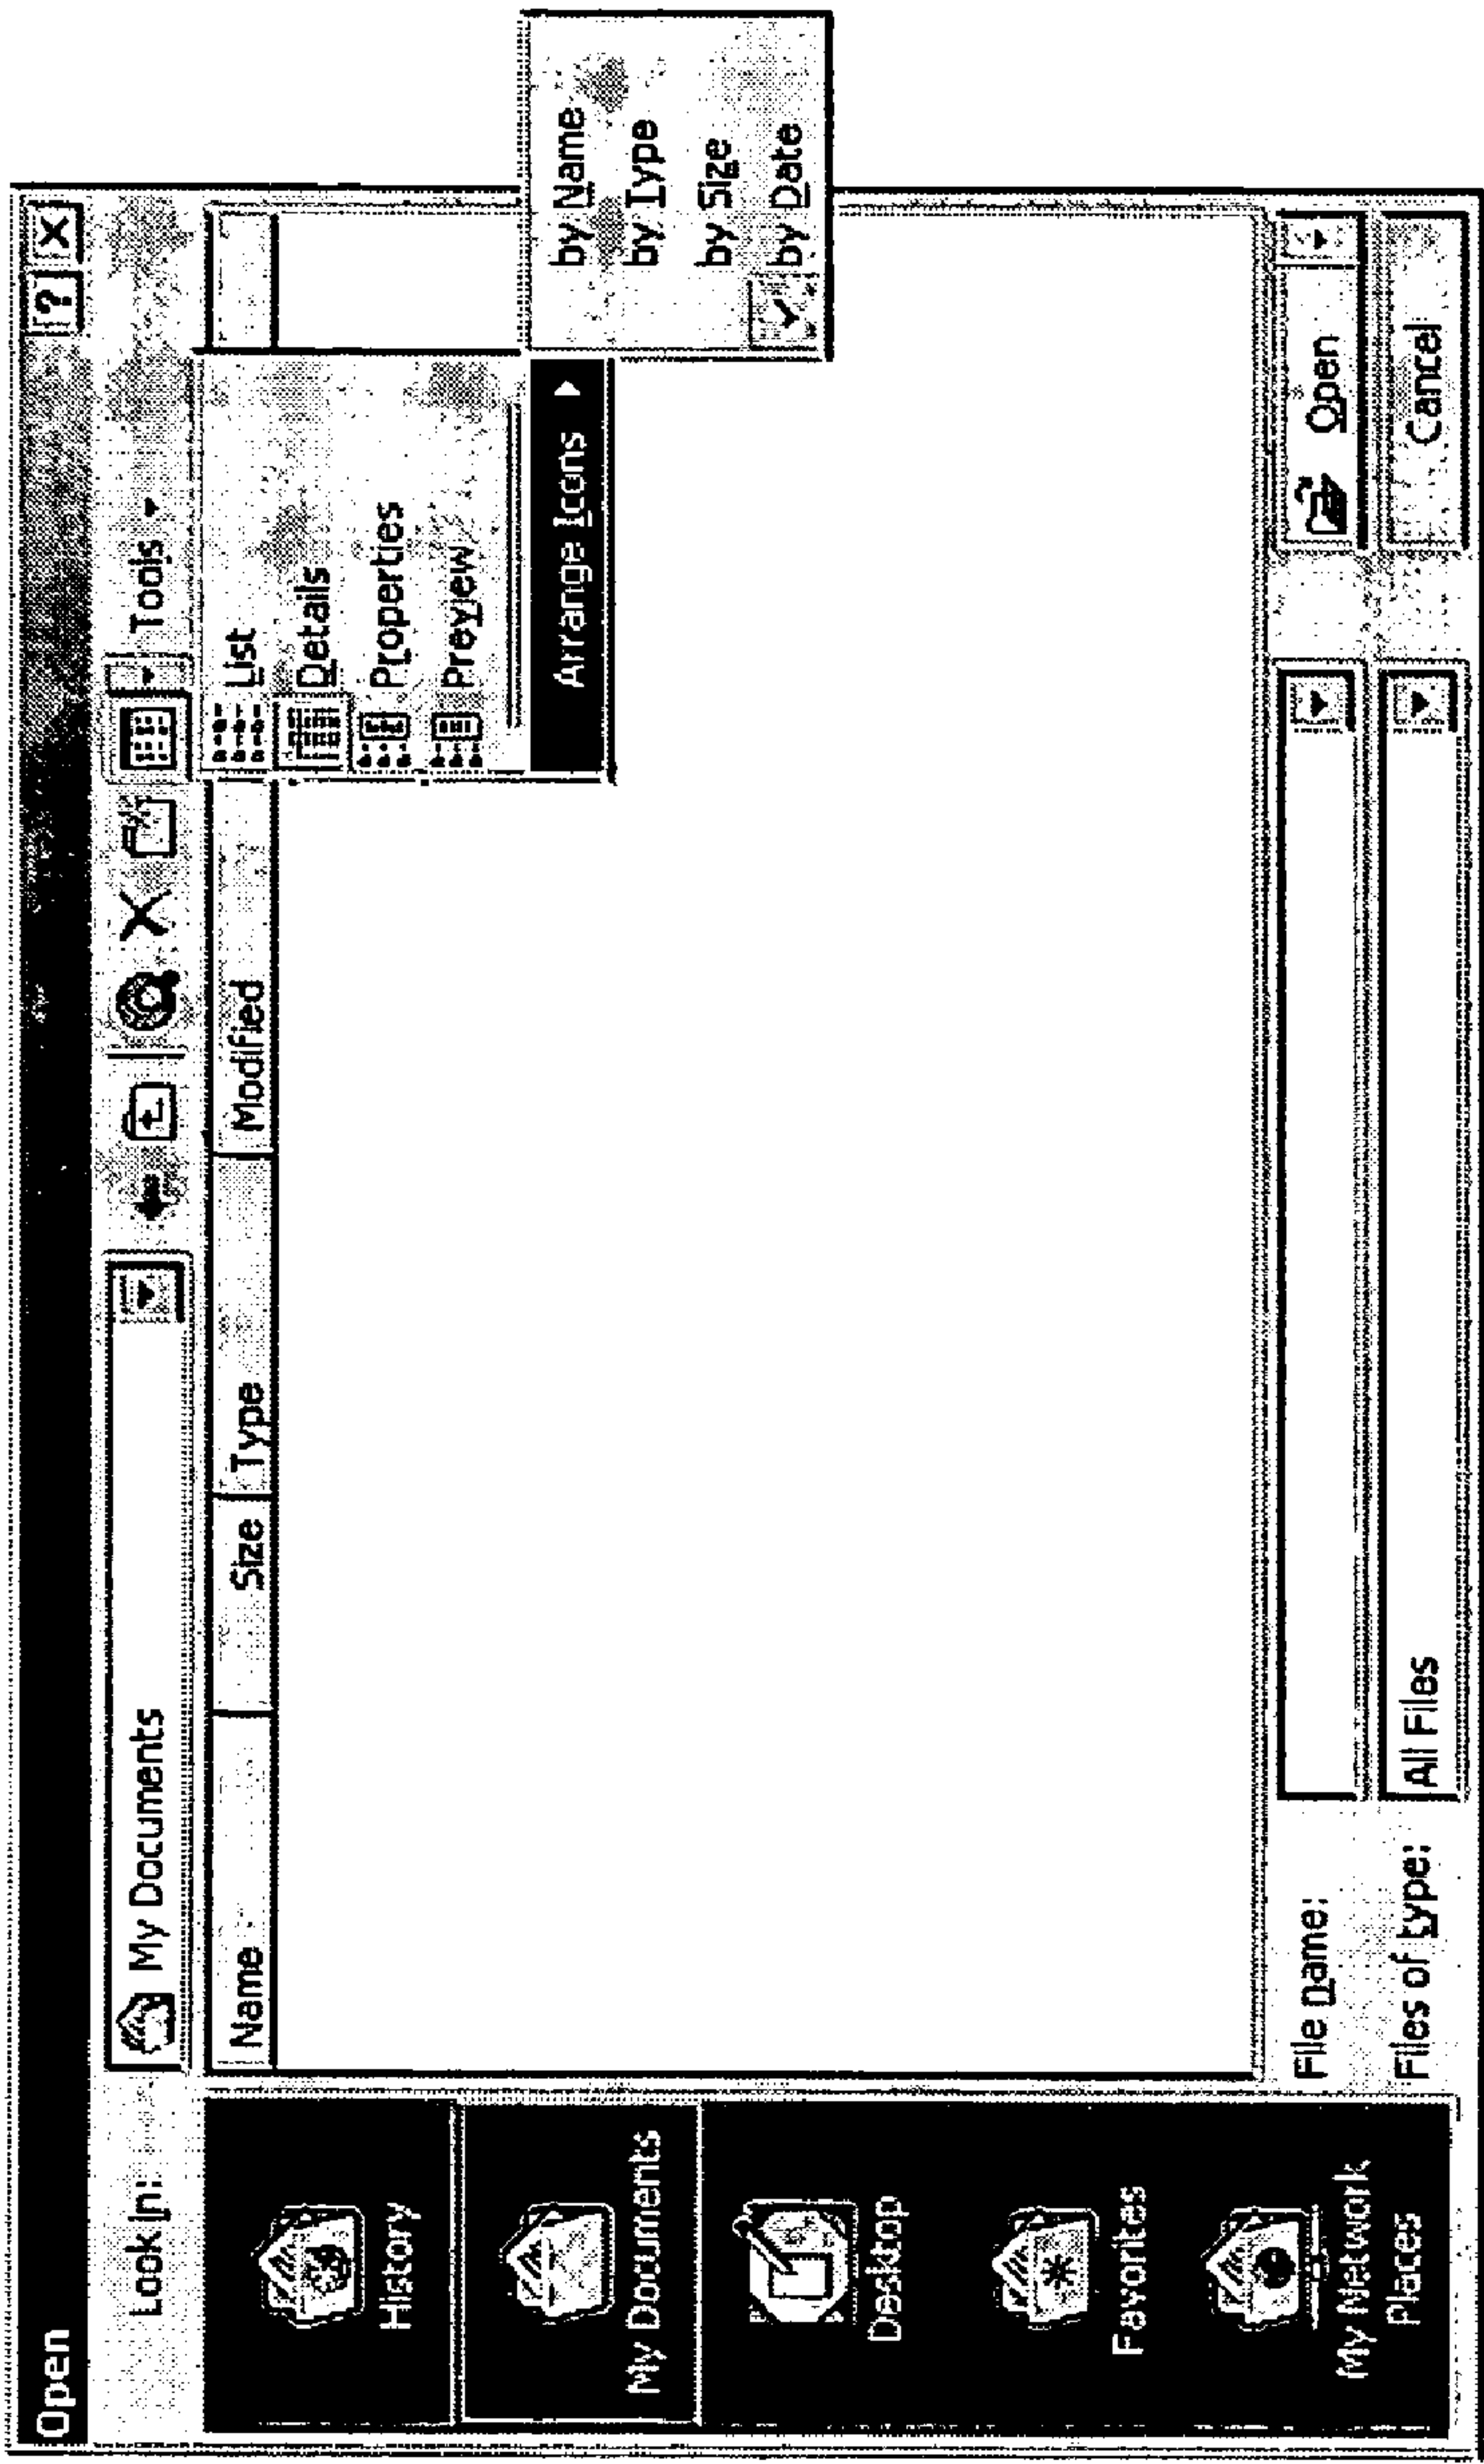 Open ? X
Look in: My Documents Tools
Name Size Type Modified
List
Details
Properties
Preview
Arrange Icons
by Name
by Type
by Size
by Date
History
My Documents
Desktop
Favorites
My Network
Places
File name: Open
Files of type: All Files Cancel